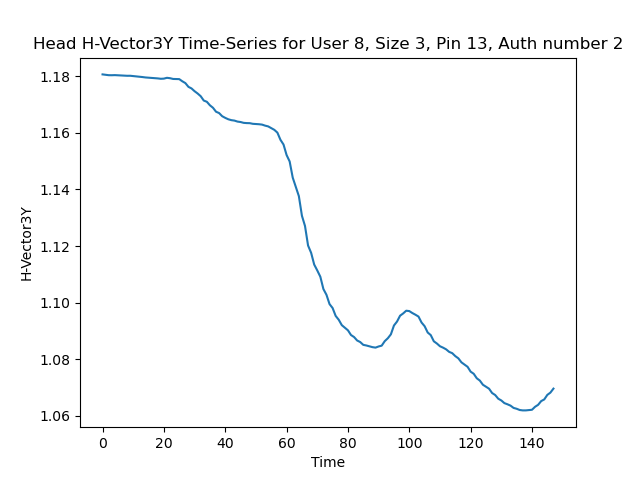 Head H-Vector3Y Time-Series for User 8, Size 3, Pin 13, Auth number 2
1.18
1.16
1.14
1.12
1.10
1.08
1.06
H-Vector3Y
0 20 40 60 80 100 120 140
Time